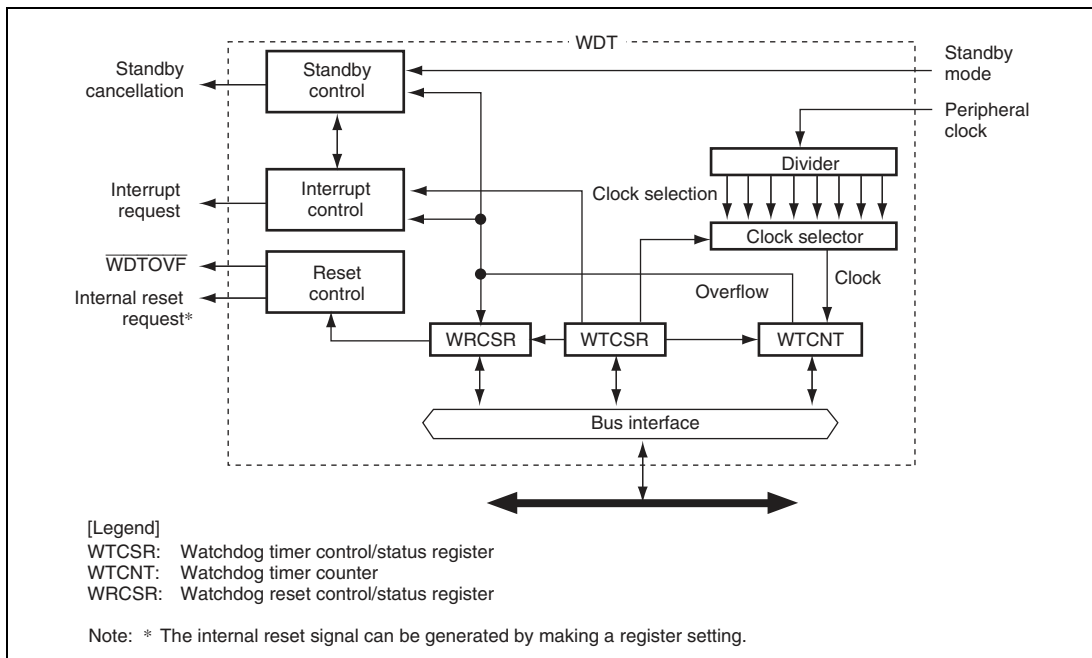 WDT
Standby
cancellation
Standby
control
Standby
mode
Peripheral
clock
Divider
Interrupt
request
Interrupt
control
Clock selection
Clock selector
WDTOVF
Internal reset
request*
Reset
control
Overflow
Clock
WRCSR
WTCSR
WTCNT
Bus interface
[Legend]
WTCSR: Watchdog timer control/status register
WTCNT: Watchdog timer counter
WRCSR: Watchdog reset control/status register
Note: * The internal reset signal can be generated by making a register setting.